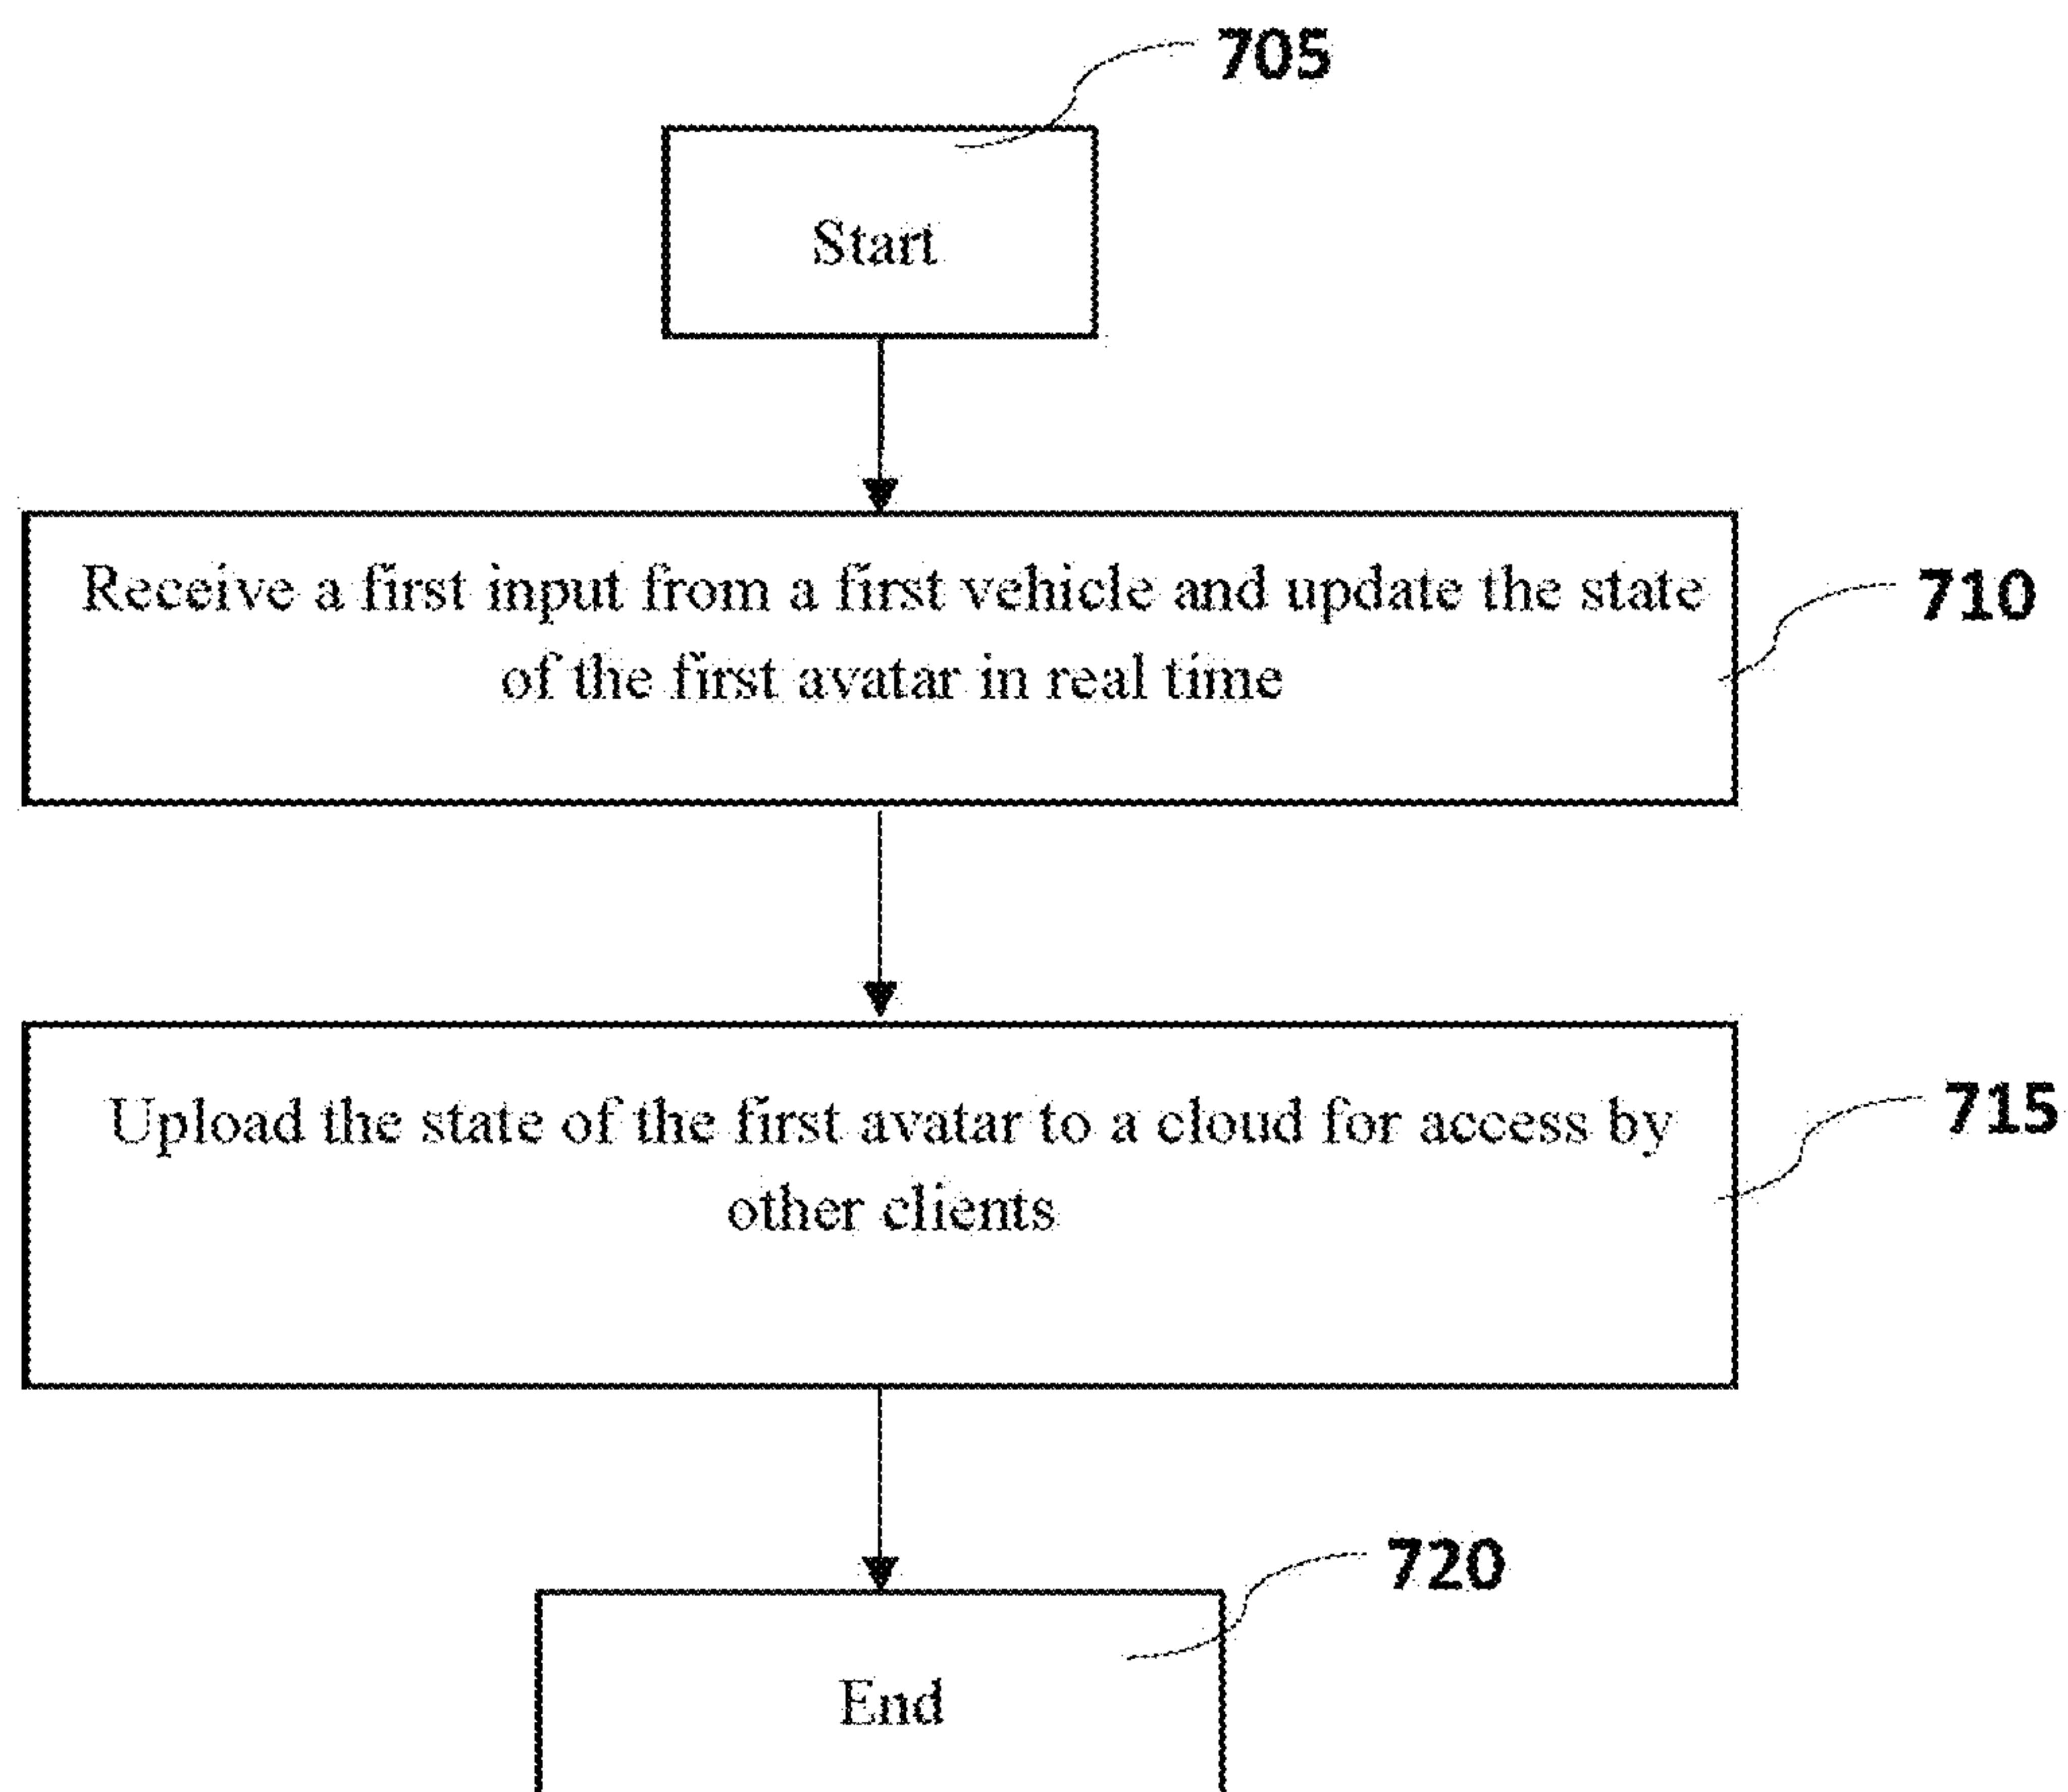 705
Start
Receive a first input from a first vehicle and update the state
of the first avatar in real time
710
Upload the state of the first avatar to a cloud for access by
other clients
715
720
End